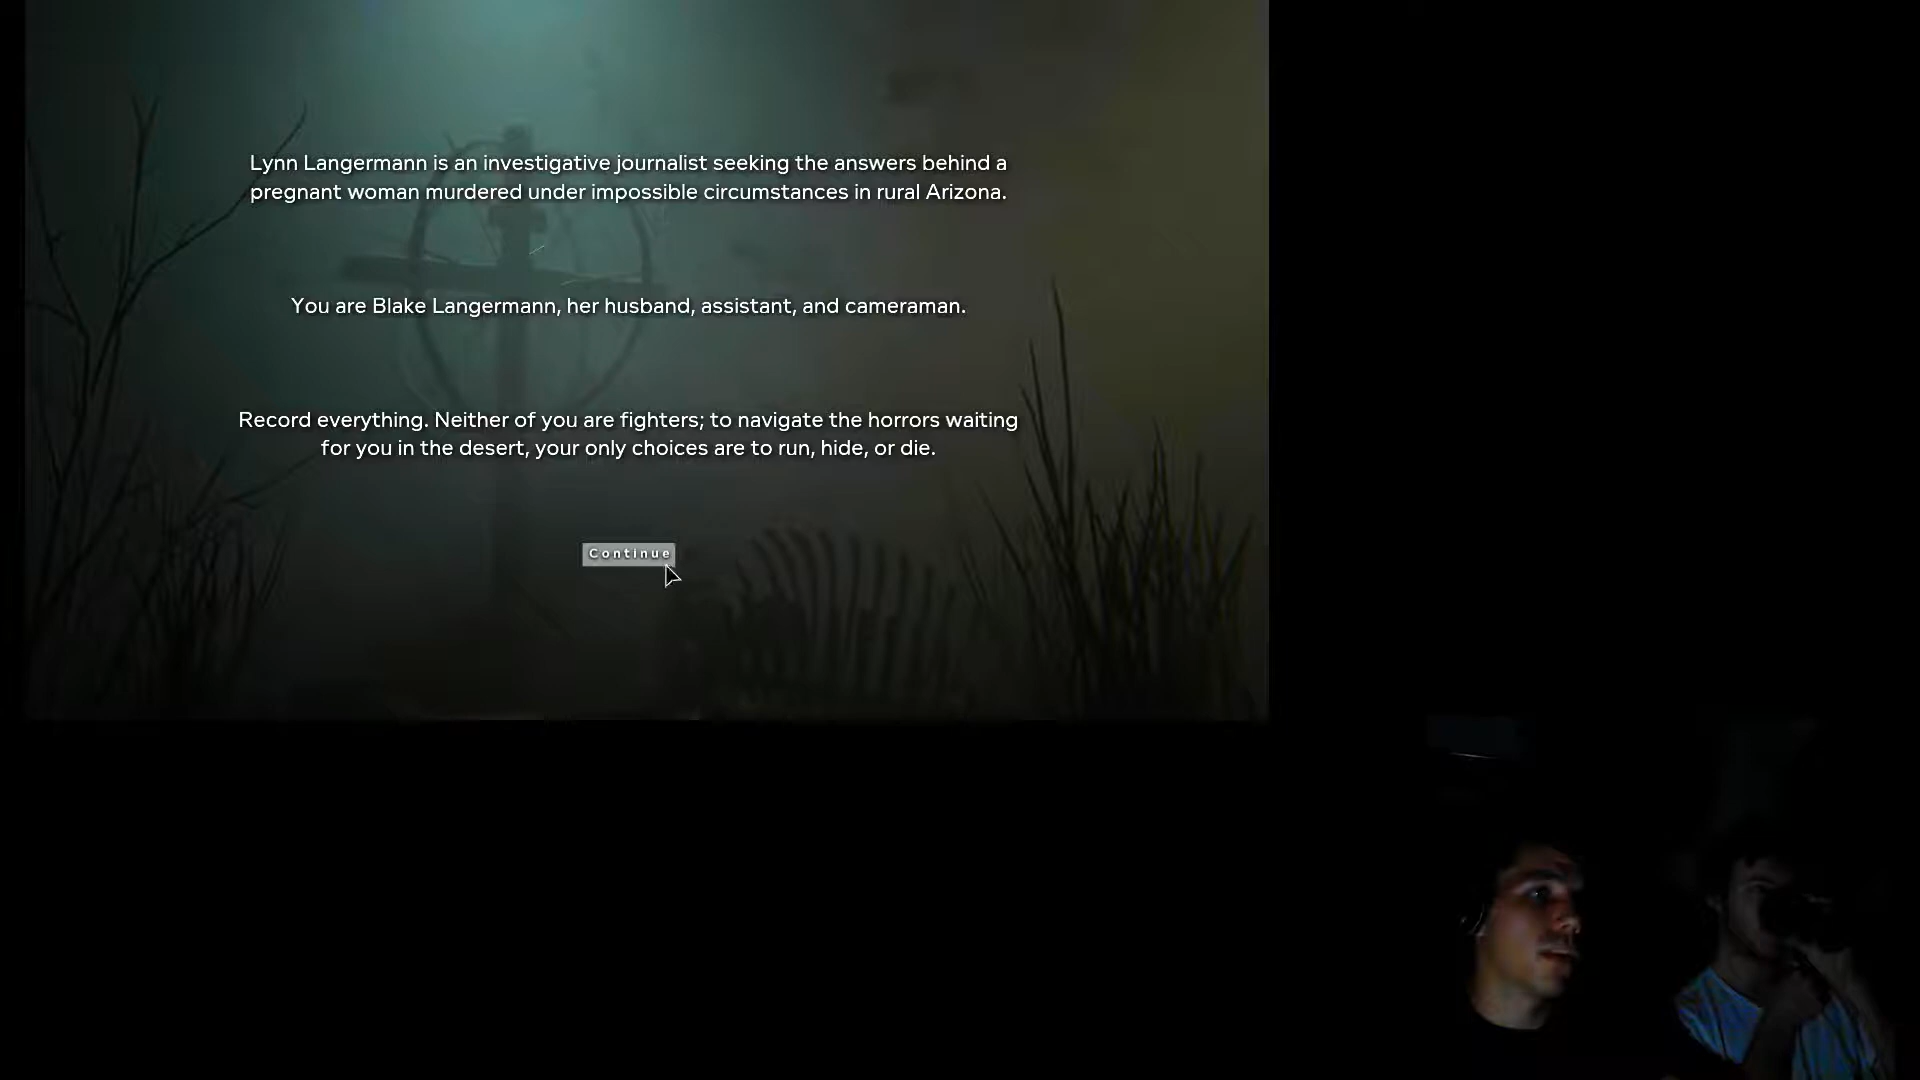 Lynn Langermann is an investigative journalist seeking the answers behind a
pregnant woman murdered under impossible circumstances in rural Arizona.
You are Blake Langermann, her husband, assistant, and cameraman.
Record everything. Neither of you are fighters; to navigate the horrors waiting
for you in the desert, your only choices are to run, hide, or die.
Continue